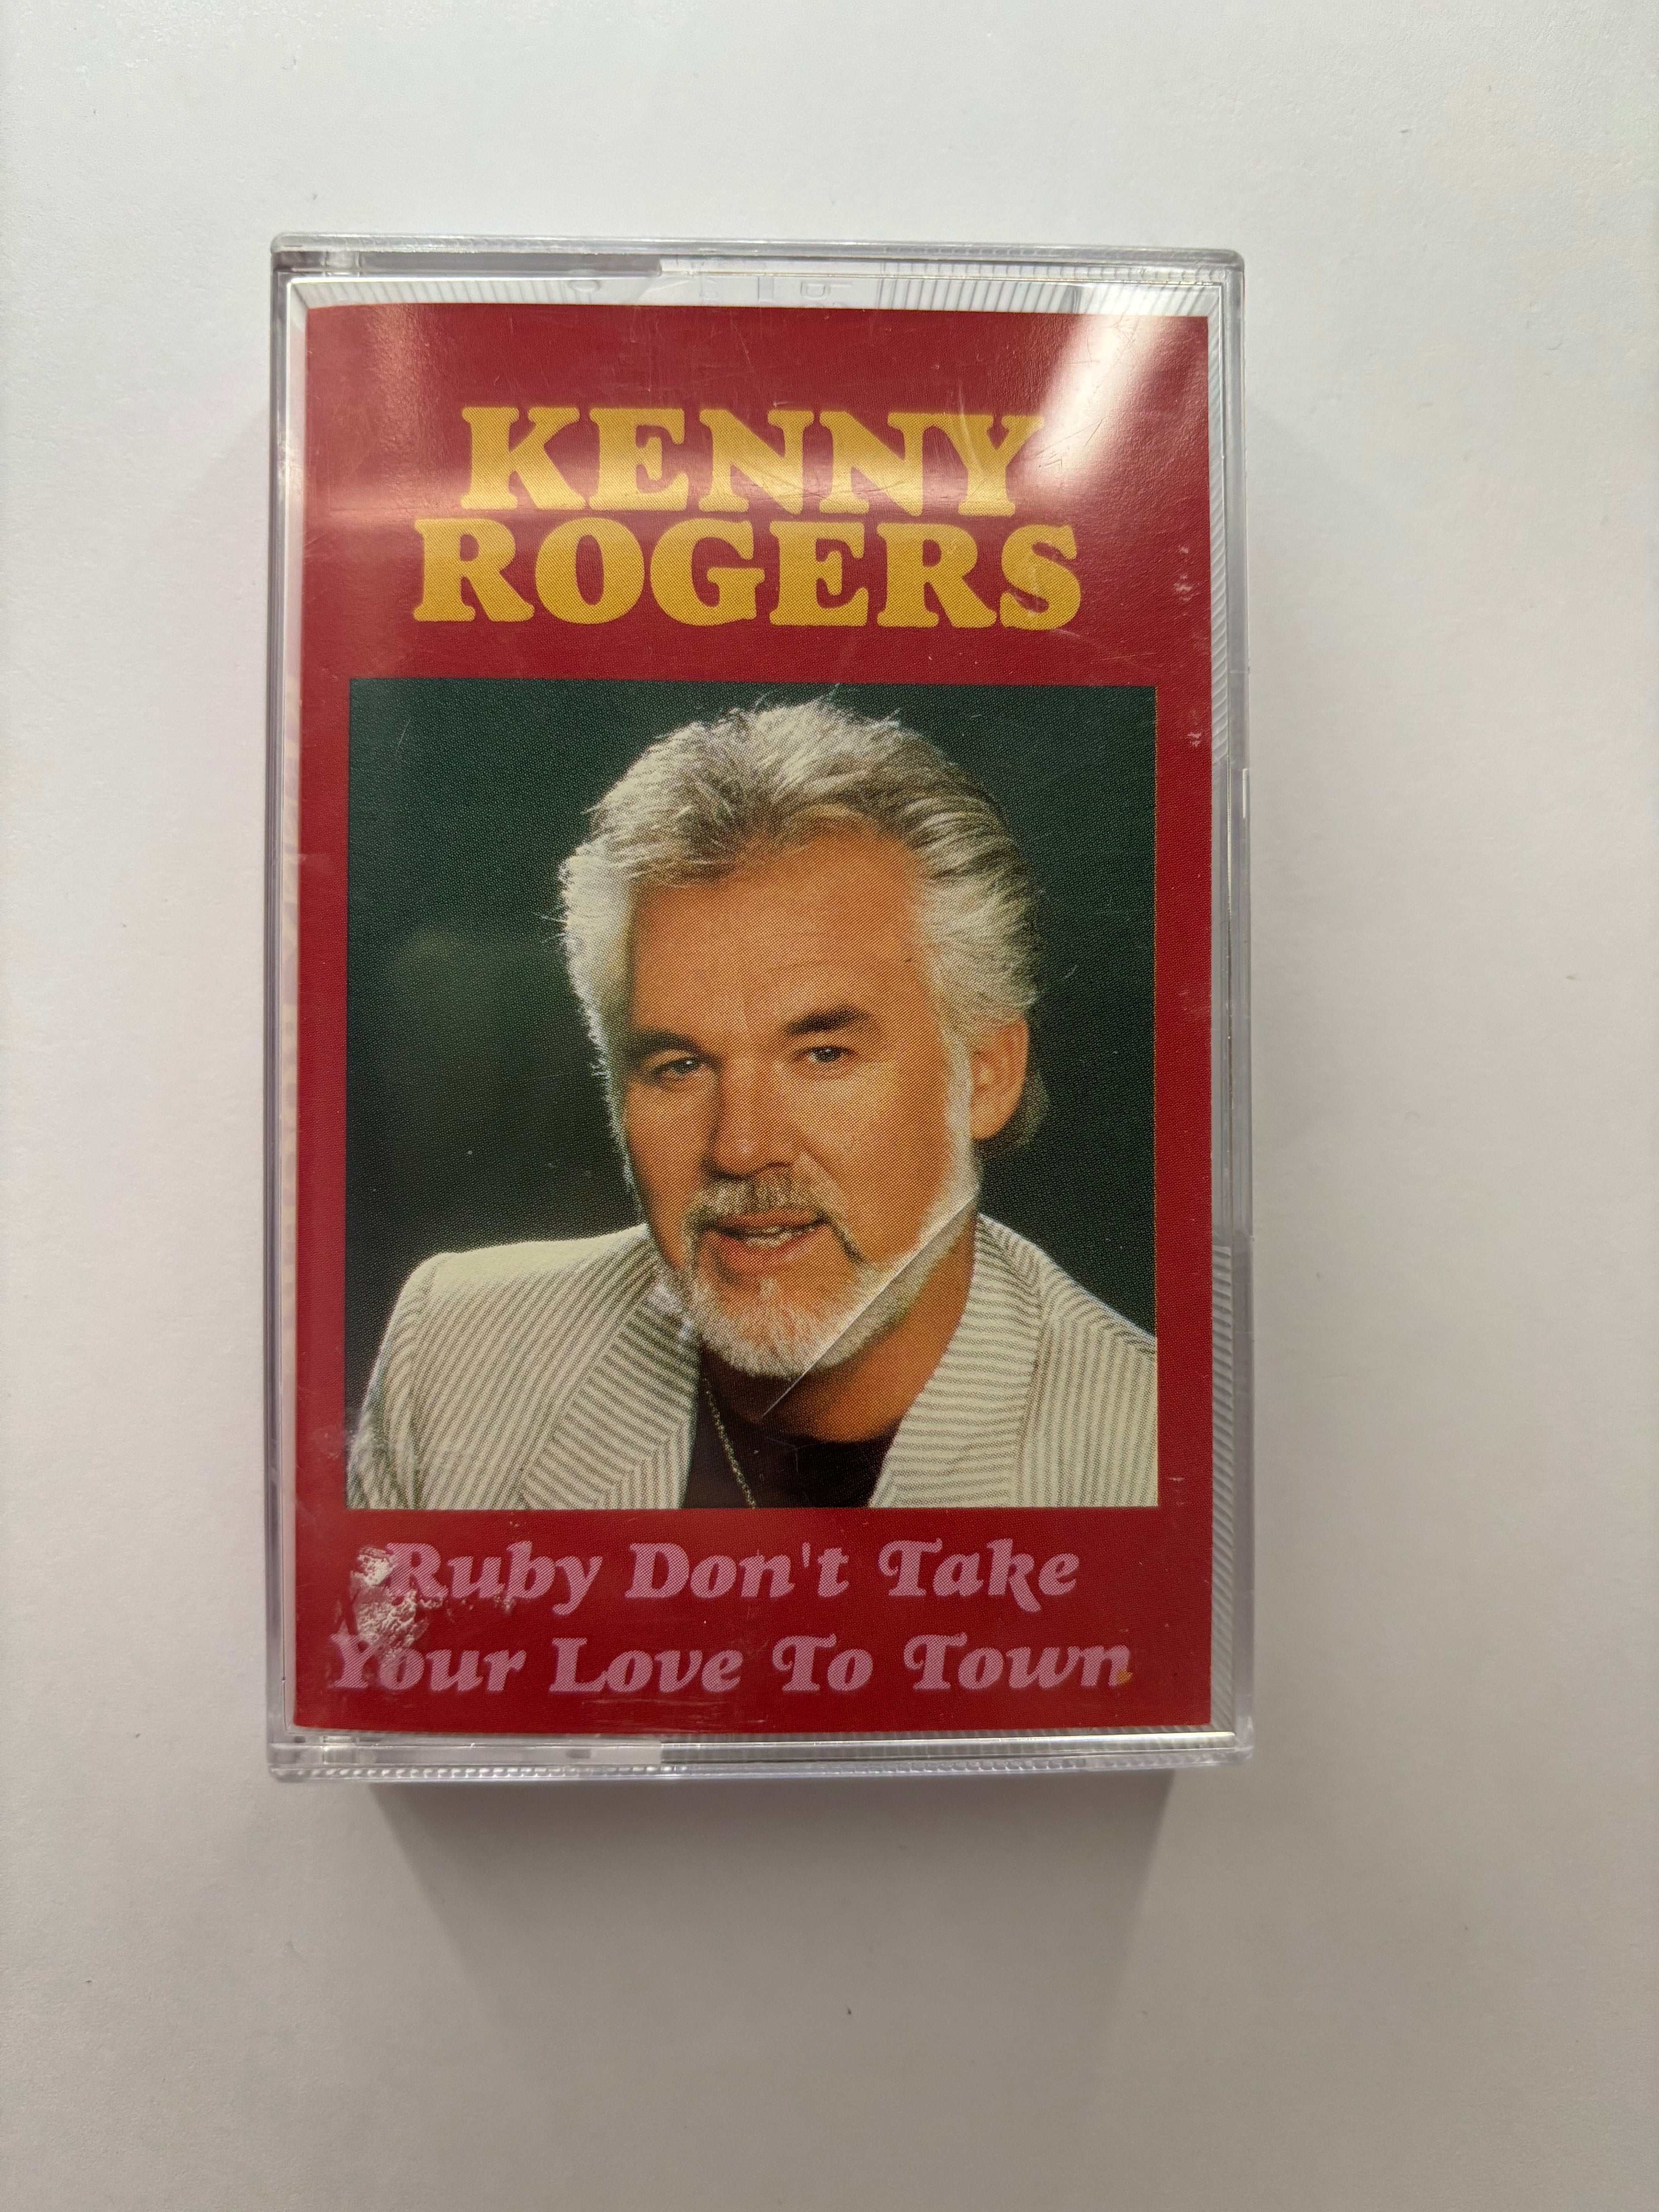 KENNY
ROGERS
Ruby Don't Take
Your Love To Town